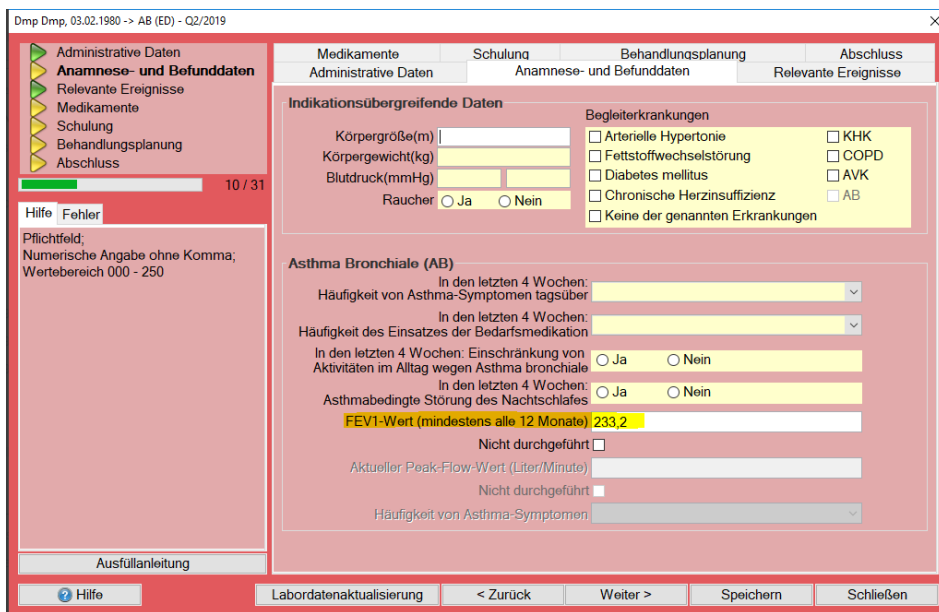 Dmp Dmp, 03.02.1980 -> AB (ED) - Q2/2019
Administrative Daten
Anamnese- und Befunddaten
Relevante Ereignisse
Medikamente
Schulung
Behandlungsplanung
Abschluss
10 / 31
Hilfe Fehler
Pflichtfeld;
Numerische Angabe ohne Komma;
Wertebereich 000 - 250
Ausfüllanleitung
Medikamente Schulung Behandlungsplanung Abschluss
Administrative Daten Anamnese- und Befunddaten Relevante Ereignisse
Indikationsübergreifende Daten
Körpergröße(m)
Körpergewicht(kg)
Blutdruck(mmHg)
Raucher Ja Nein
Begleiterkrankungen
Arterielle Hypertonie KHK
Fettstoffwechselstörung COPD
Diabetes mellitus AVK
Chronische Herzinsuffizienz AB
Keine der genannten Erkrankungen
Asthma Bronchiale (AB)
In den letzten 4 Wochen:
Häufigkeit von Asthma-Symptomen tagsüber
In den letzten 4 Wochen:
Häufigkeit des Einsatzes der Bedarfsmedikation
In den letzten 4 Wochen: Einschränkung von
Aktivitäten im Alltag wegen Asthma bronchiale Ja Nein
In den letzten 4 Wochen:
Asthmabedingte Störung des Nachtschlafes Ja Nein
FEV1-Wert (mindestens alle 12 Monate) 233,2
Nicht durchgeführt
Aktueller Peak-Flow-Wert (Liter/Minute)
Nicht durchgeführt
Häufigkeit von Asthma-Symptomen
Hilfe Labordatenaktualisierung < Zurück Weiter > Speichern Schließen